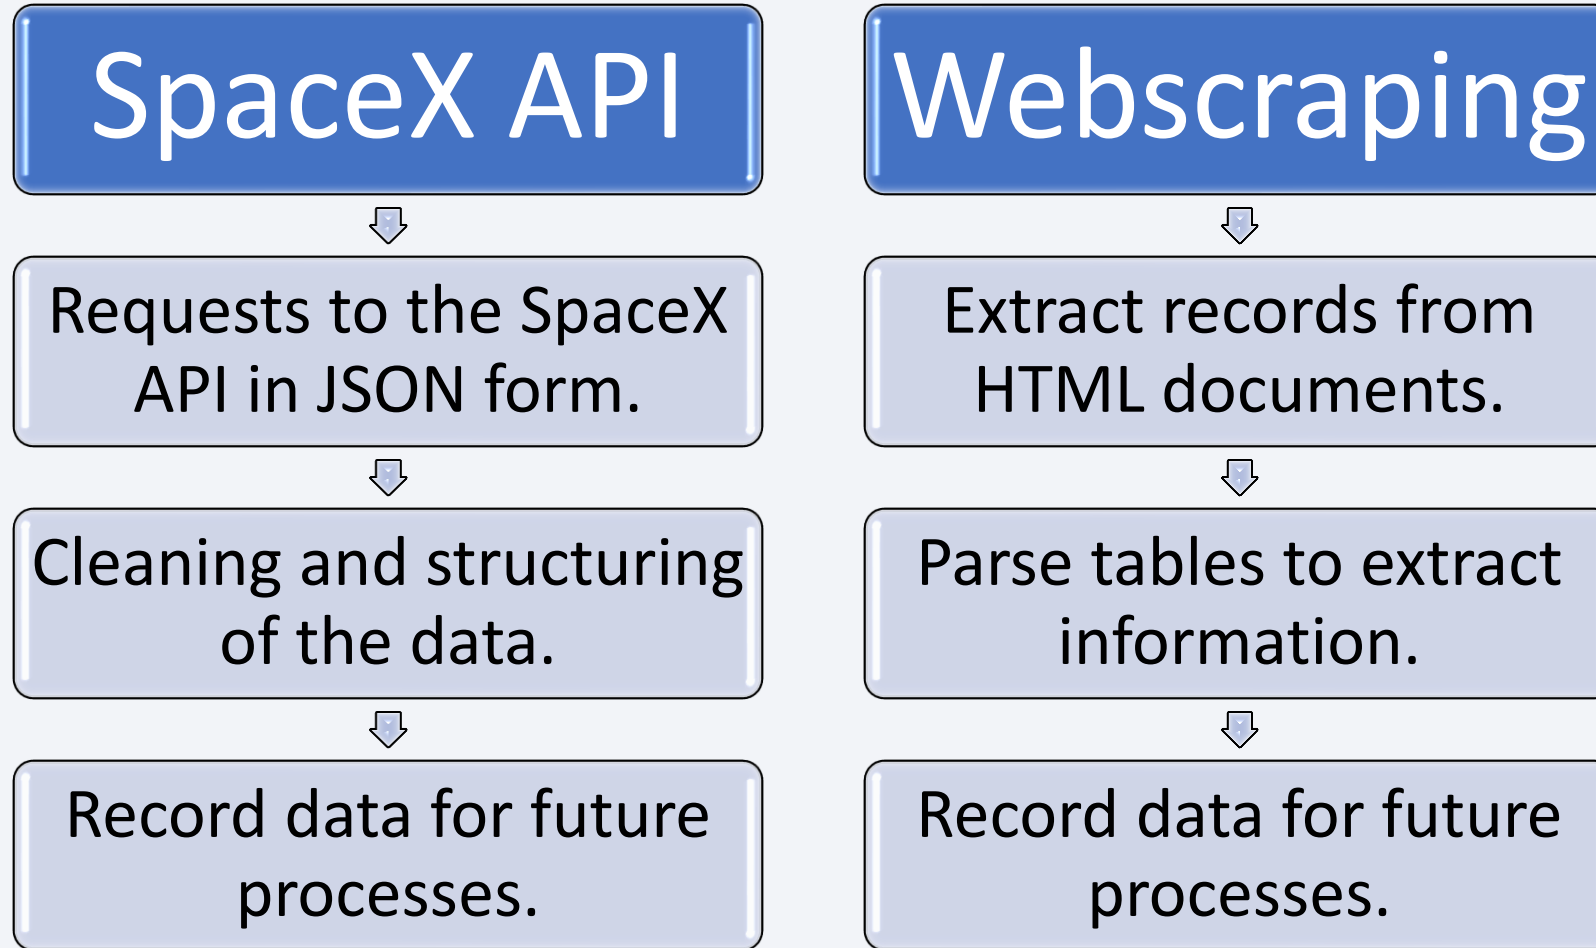 SpaceX API
Requests to the SpaceX
API in JSON form.
Cleaning and structuring
of the data.
Record data for future
processes.
Webscraping
Extract records from
HTML documents.
Parse tables to extract
information.
Record data for future
processes.